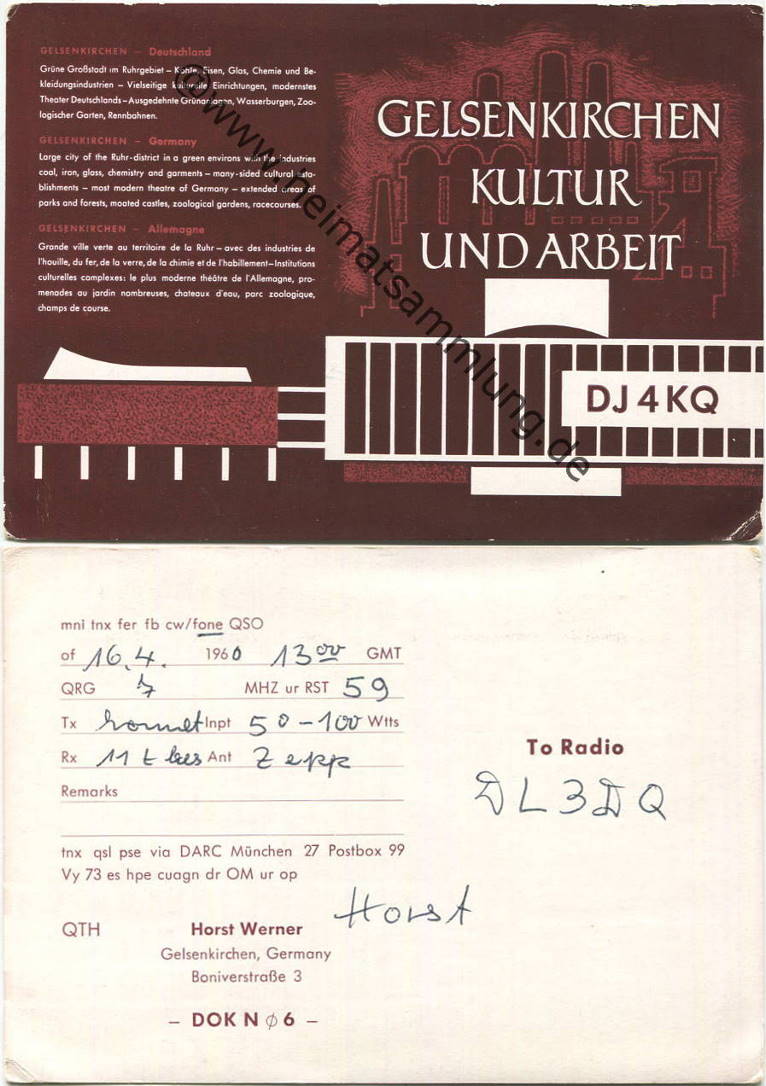 GELSENKIRCHEN – Deutschland
Grüne Großstadt im Ruhrgebiet – Kohle, Eisen, Glas, Chemie und Be-
kleidungsindustrien – Vielseitige kulturelle Einrichtungen, modernstes
Theater Deutschlands – Ausgedehnte Grünanlagen, Wasserburgen, Zoo-
logischer Garten, Rennbahnen.
GELSENKIRCHEN – Germany
Large city of the Ruhr-district in a green environs with the industries
coal, iron, glass, chemistry and garments – many-sided cultural esta-
blishments – most modern theatre of Germany – extended areas of
parks and forests, moated castles, zoological gardens, racecourses.
GELSENKIRCHEN – Allemagne
Grande ville verte au territoire de la Ruhr – avec des industries de
l'houille, du fer, de la verre, de la chimie et de l'habillement – Institutions
culturelles complexes: le plus moderne théôtre de l'Allemagne, pro-
menades au jardin nombreuses, chateaux d'eau, parc zoologique,
champs de course.
GELSENKIRCHEN
KULTUR
UND ARBEIT
DJ 4 KQ
©www.heimatsammlung.de
mni tnx fer fb cw/fone QSO
of 16.4. 1960 13⁰⁰ GMT
QRG 7 MHZ ur RST 59
Tx Inpt 50-100 Wtts
Rx 11 Ant Zepp
Remarks
tnx qsl pse via DARC München 27 Postbox 99
Vy 73 es hpe cuagn dr OM ur op
Horst
QTH Horst Werner
Gelsenkirchen, Germany
Boniverstraße 3
– DOK N ∅ 6 –
To Radio
DL3DQ